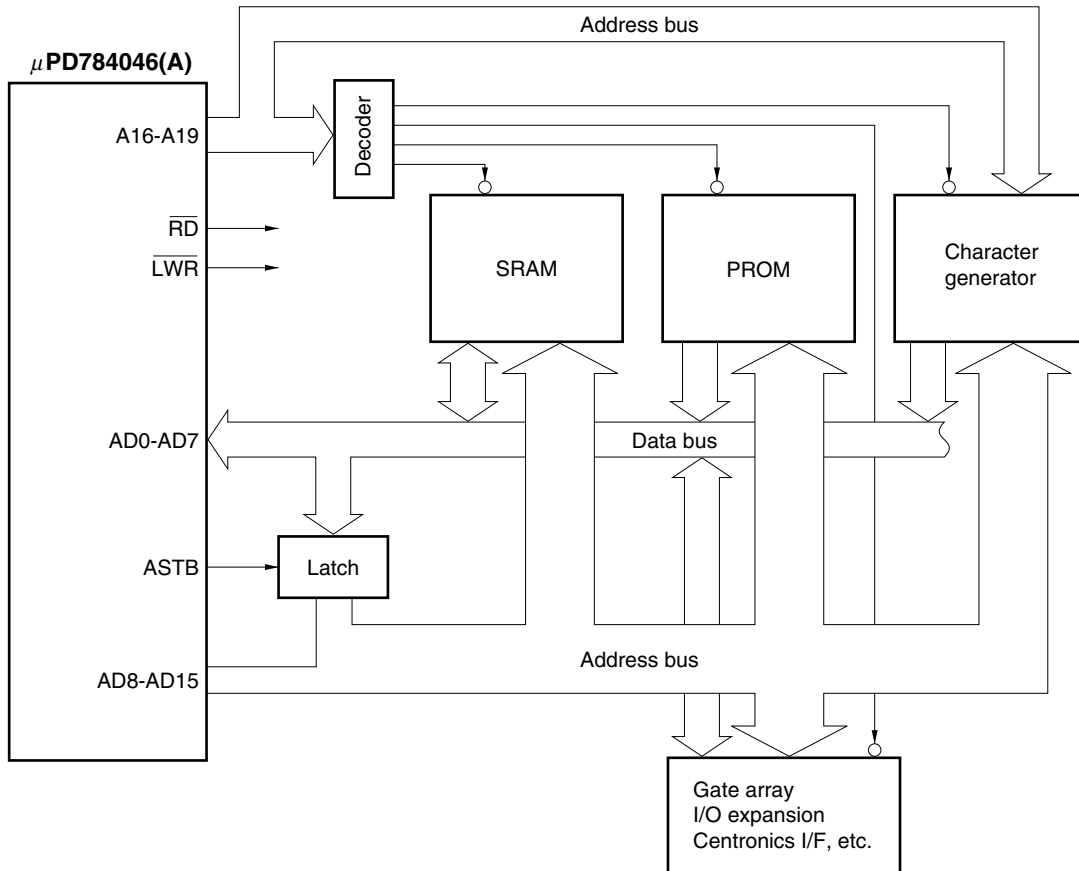 Address bus
μPD784046(A)
A16-A19
Decoder
RD
LWR
SRAM
PROM
Character
generator
AD0-AD7
Data bus
ASTB
Latch
AD8-AD15
Address bus
Gate array
I/O expansion
Centronics I/F, etc.